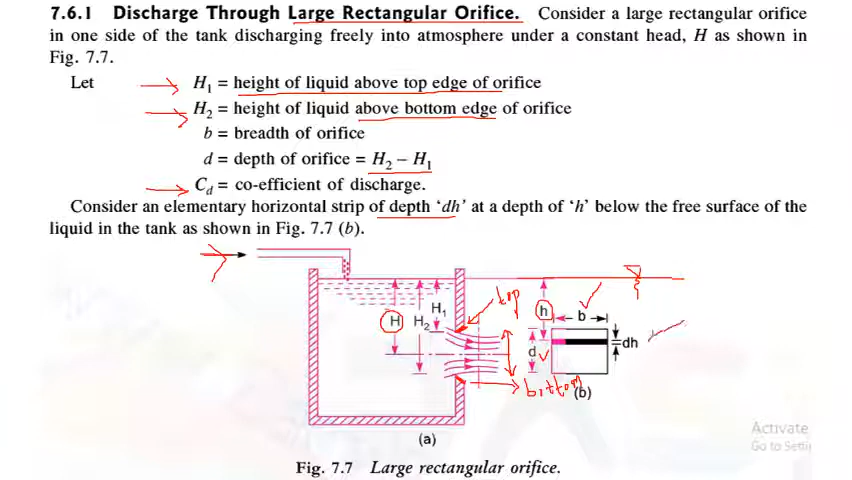 7.6.1 Discharge Through Large Rectangular Orifice. Consider a large rectangular orifice
in one side of the tank discharging freely into atmosphere under a constant head, H as shown in
Fig. 7.7.
Let H₁ = height of liquid above top edge of orifice
H₂ = height of liquid above bottom edge of orifice
b = breadth of orifice
d = depth of orifice = H₂ – H₁
C_d = co-efficient of discharge.
Consider an elementary horizontal strip of depth ‘dh’ at a depth of ‘h’ below the free surface of the
liquid in the tank as shown in Fig. 7.7 (b).
top
H₁
H
H₂
h
b
dh
d
bottom
(b)
(a)
Fig. 7.7 Large rectangular orifice.
Activate
Go to Settin